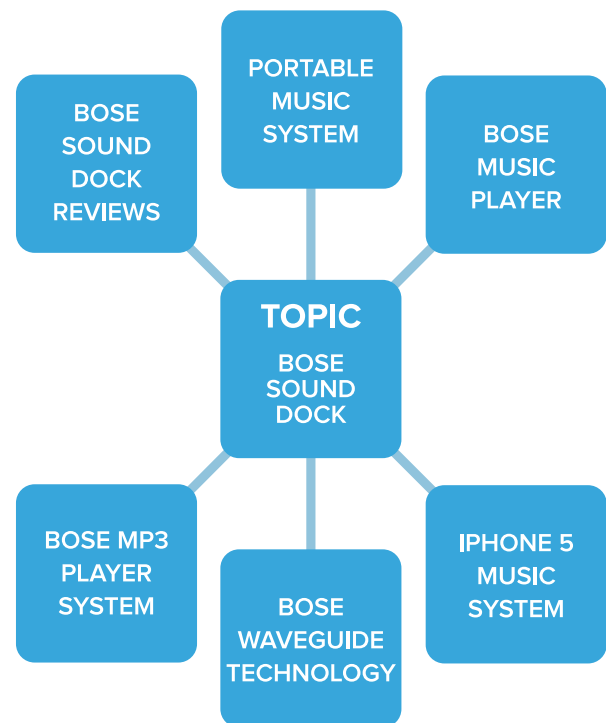 PORTABLE
MUSIC
SYSTEM
BOSE
SOUND
DOCK
REVIEWS
BOSE
MUSIC
PLAYER
TOPIC
BOSE
SOUND
DOCK
BOSE MP3
PLAYER
SYSTEM
BOSE
WAVEGUIDE
TECHNOLOGY
IPHONE 5
MUSIC
SYSTEM